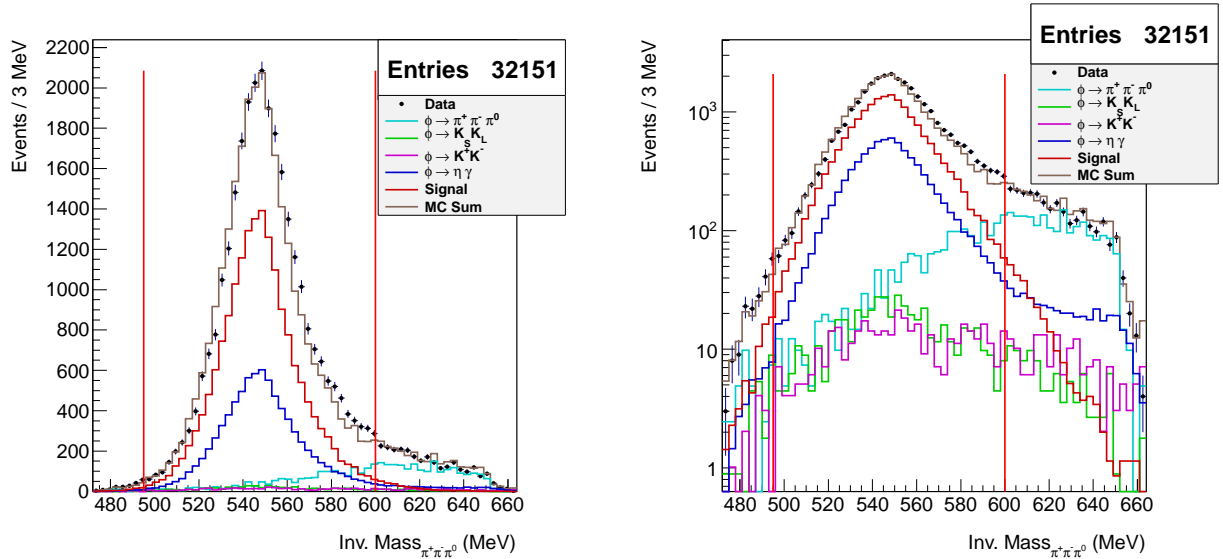 Events / 3 MeV
2200
2000
1800
1600
1400
1200
1000
800
600
400
200
0
480 500 520 540 560 580 600 620 640 660
Inv. Mass π⁺π⁻π⁰ (MeV)
Entries 32151
Data
ϕ→ π⁺ π⁻ π⁰
ϕ→ K_S K_L
ϕ→ K⁺K⁻
ϕ→ η γ
Signal
MC Sum
Events / 3 MeV
10³
10²
10
1
480 500 520 540 560 580 600 620 640 660
Inv. Mass π⁺π⁻π⁰ (MeV)
Entries 32151
Data
ϕ→ π⁺ π⁻ π⁰
ϕ→ K_S K_L
ϕ→ K⁺K⁻
ϕ→ η γ
Signal
MC Sum